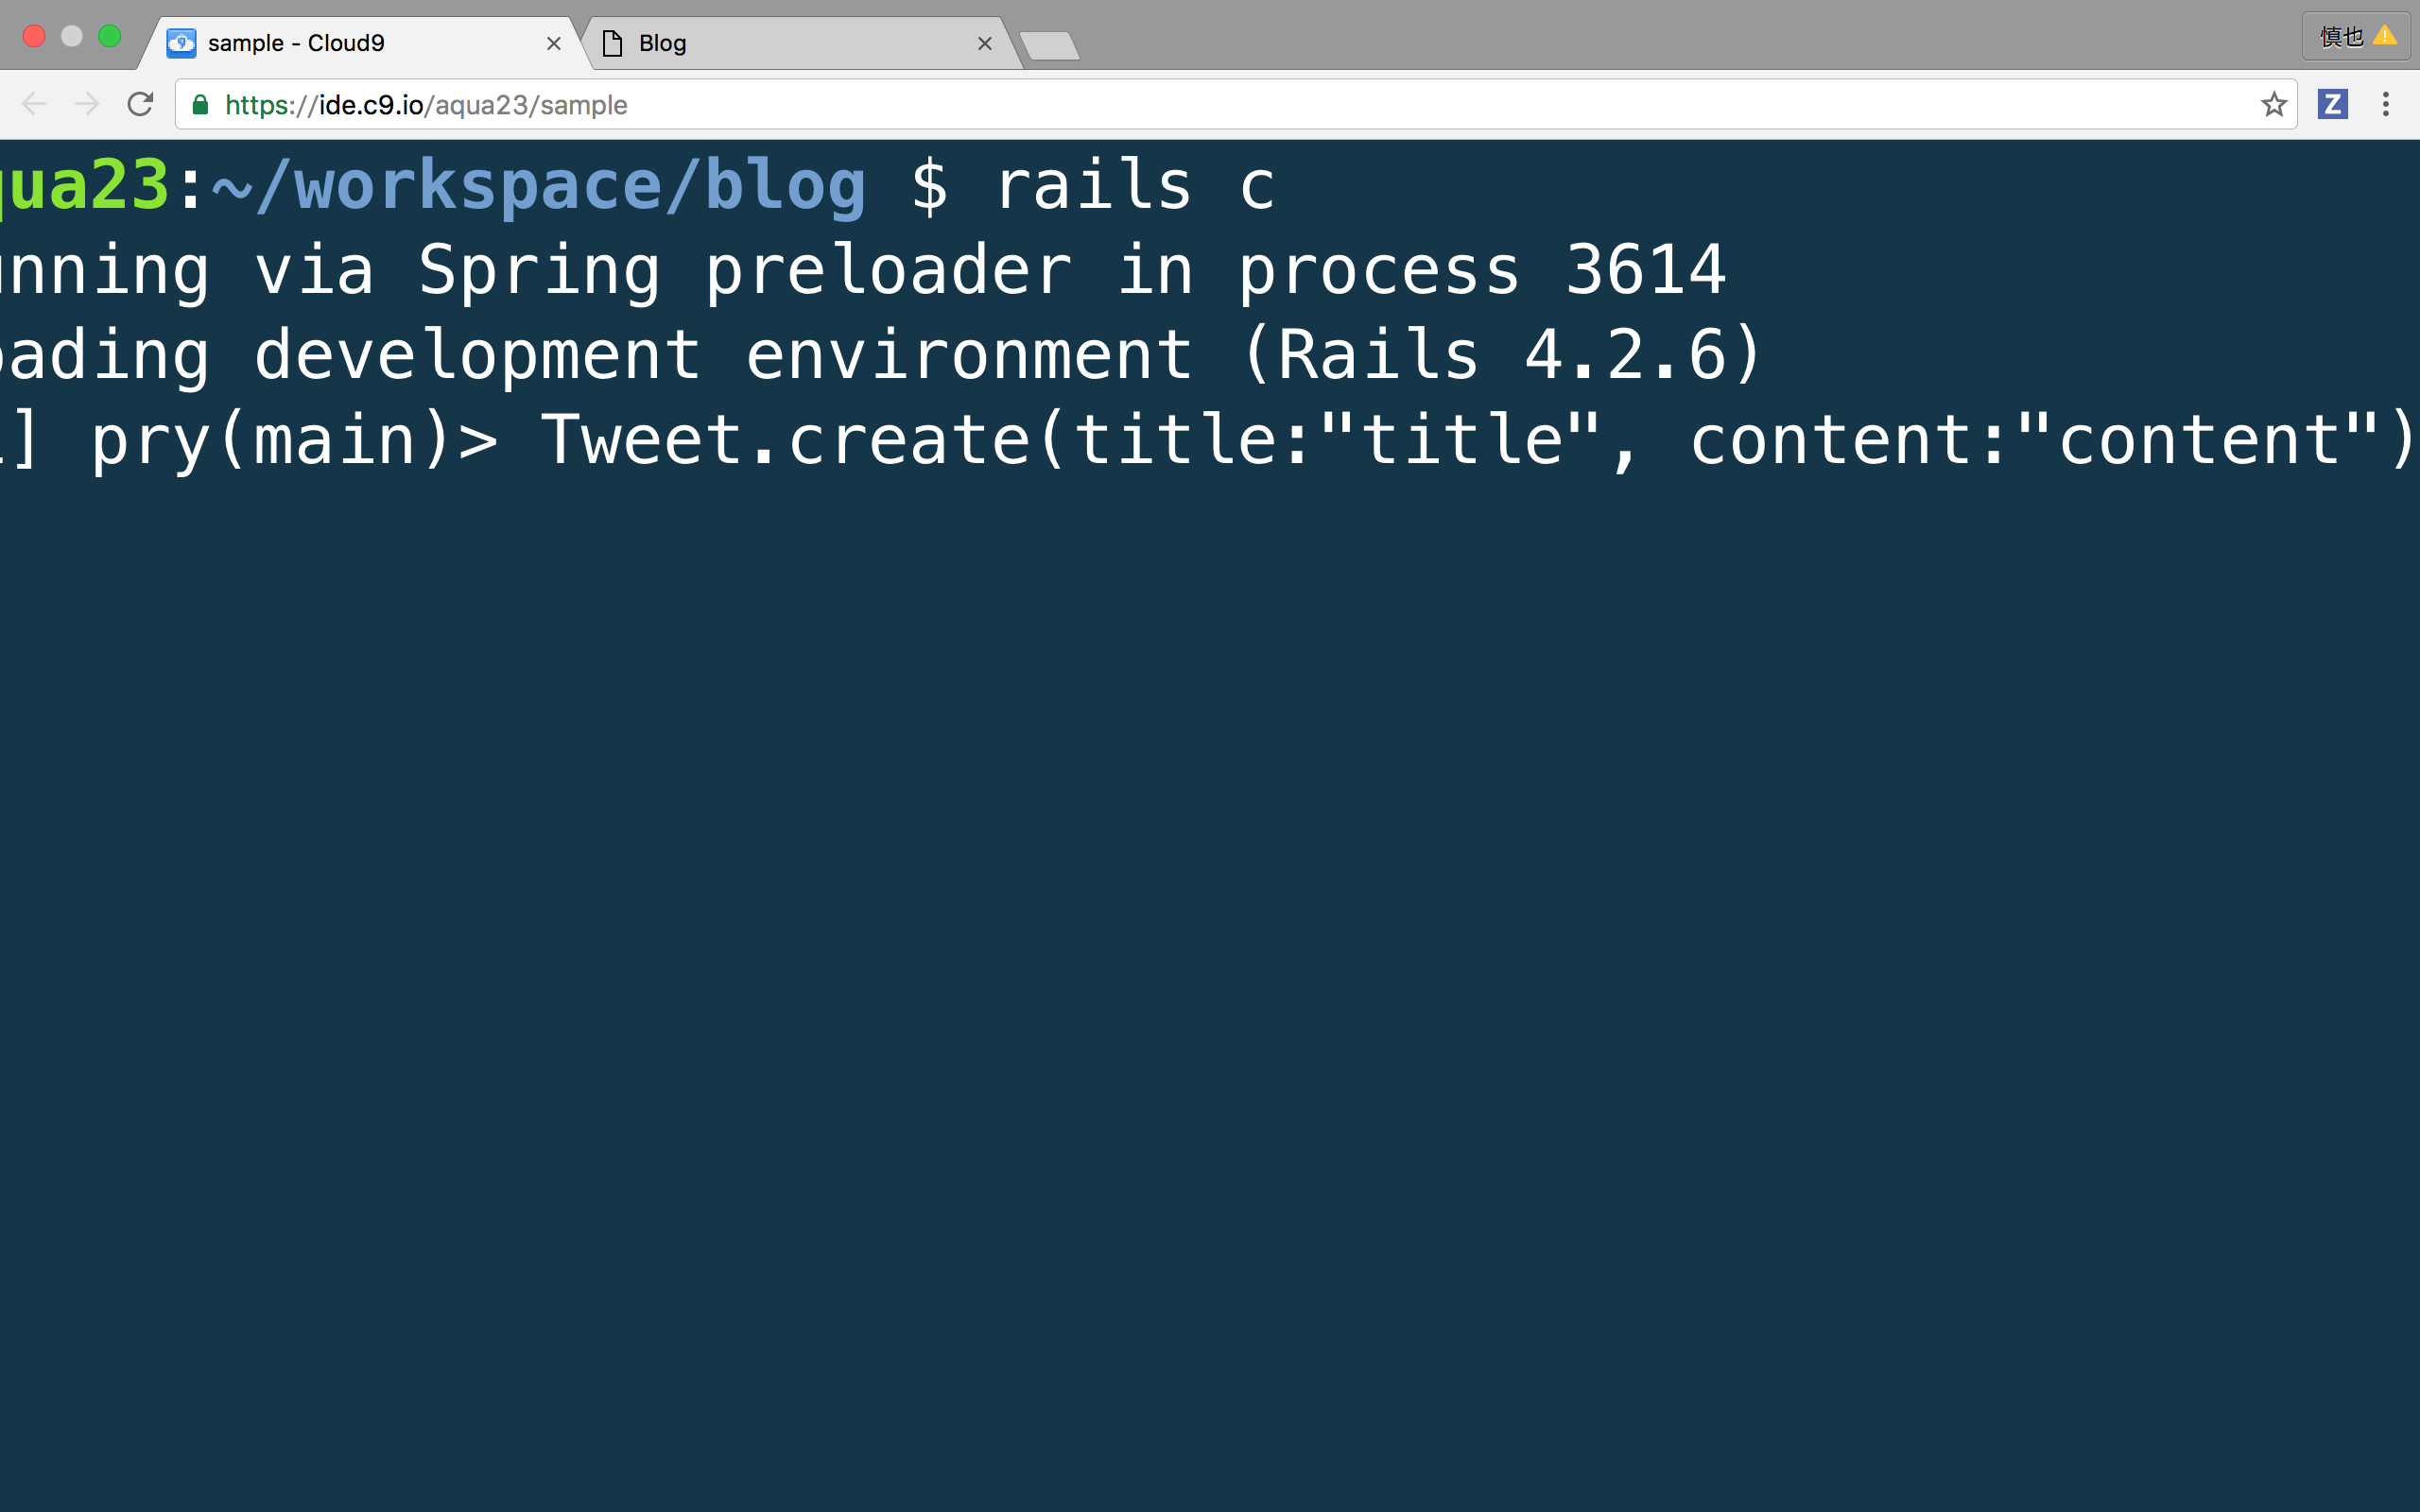 sample - Cloud9
Blog
慎也
https://ide.c9.io/aqua23/sample
Z
qua23:~/workspace/blog $ rails c
unning via Spring preloader in process 3614
oading development environment (Rails 4.2.6)
1] pry(main)> Tweet.create(title:"title", content:"content")